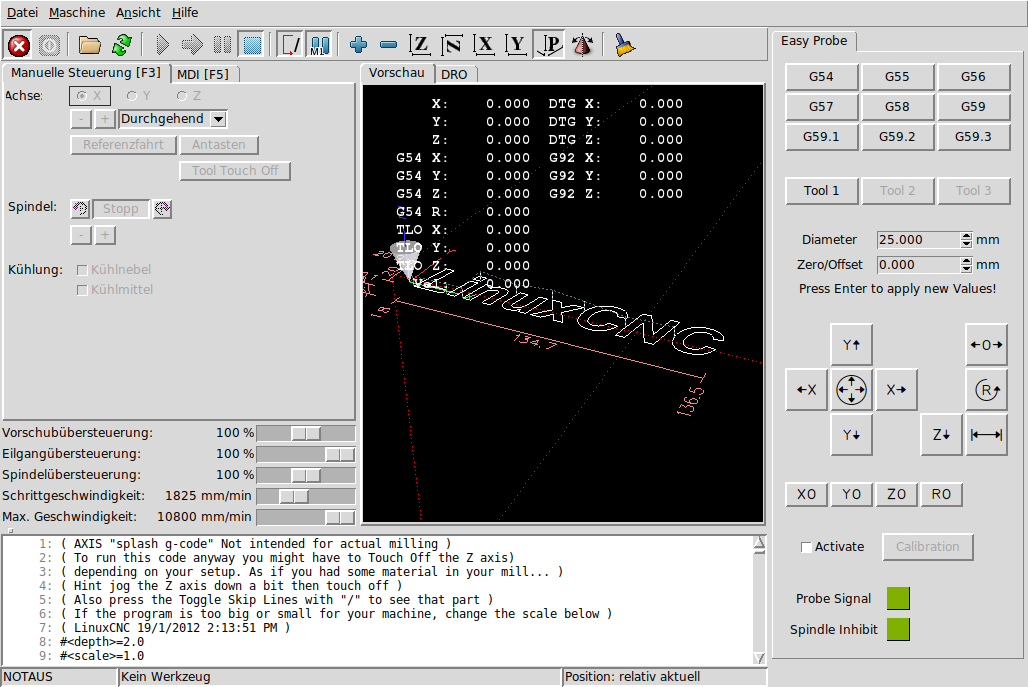 Datei Maschine Ansicht Hilfe
M1 Z N X Y P
Manuelle Steuerung [F3] MDI [F5]
Achse: X Y Z
- + Durchgehend
Referenzfahrt Antasten
Tool Touch Off
Spindel: Stopp
- +
Kühlung: Kühlnebel
Kühlmittel
Vorschubübersteuerung: 100 %
Eilgangübersteuerung: 100 %
Spindelübersteuerung: 100 %
Schrittgeschwindigkeit: 1825 mm/min
Max. Geschwindigkeit: 10800 mm/min
Vorschau DRO
X: 0.000 DTG X: 0.000
Y: 0.000 DTG Y: 0.000
Z: 0.000 DTG Z: 0.000
G54 X: 0.000 G92 X: 0.000
G54 Y: 0.000 G92 Y: 0.000
G54 Z: 0.000 G92 Z: 0.000
G54 R: 0.000
TLO X: 0.000
TLO Y: 0.000
TLO Z: 0.000
Vel: 0.000
LinuxCNC
134.7
136.5
1: ( AXIS "splash g-code" Not intended for actual milling )
2: ( To run this code anyway you might have to Touch Off the Z axis)
3: ( depending on your setup. As if you had some material in your mill... )
4: ( Hint jog the Z axis down a bit then touch off )
5: ( Also press the Toggle Skip Lines with "/" to see that part )
6: ( If the program is too big or small for your machine, change the scale below )
7: ( LinuxCNC 19/1/2012 2:13:51 PM )
8: #<depth>=2.0
9: #<scale>=1.0
NOTAUS Kein Werkzeug Position: relativ aktuell
Easy Probe
G54 G55 G56
G57 G58 G59
G59.1 G59.2 G59.3
Tool 1 Tool 2 Tool 3
Diameter 25.000 mm
Zero/Offset 0.000 mm
Press Enter to apply new Values!
Y↑ ←O→
←X X→ R
Y↓ Z↓
X0 Y0 Z0 R0
Activate Calibration
Probe Signal
Spindle Inhibit